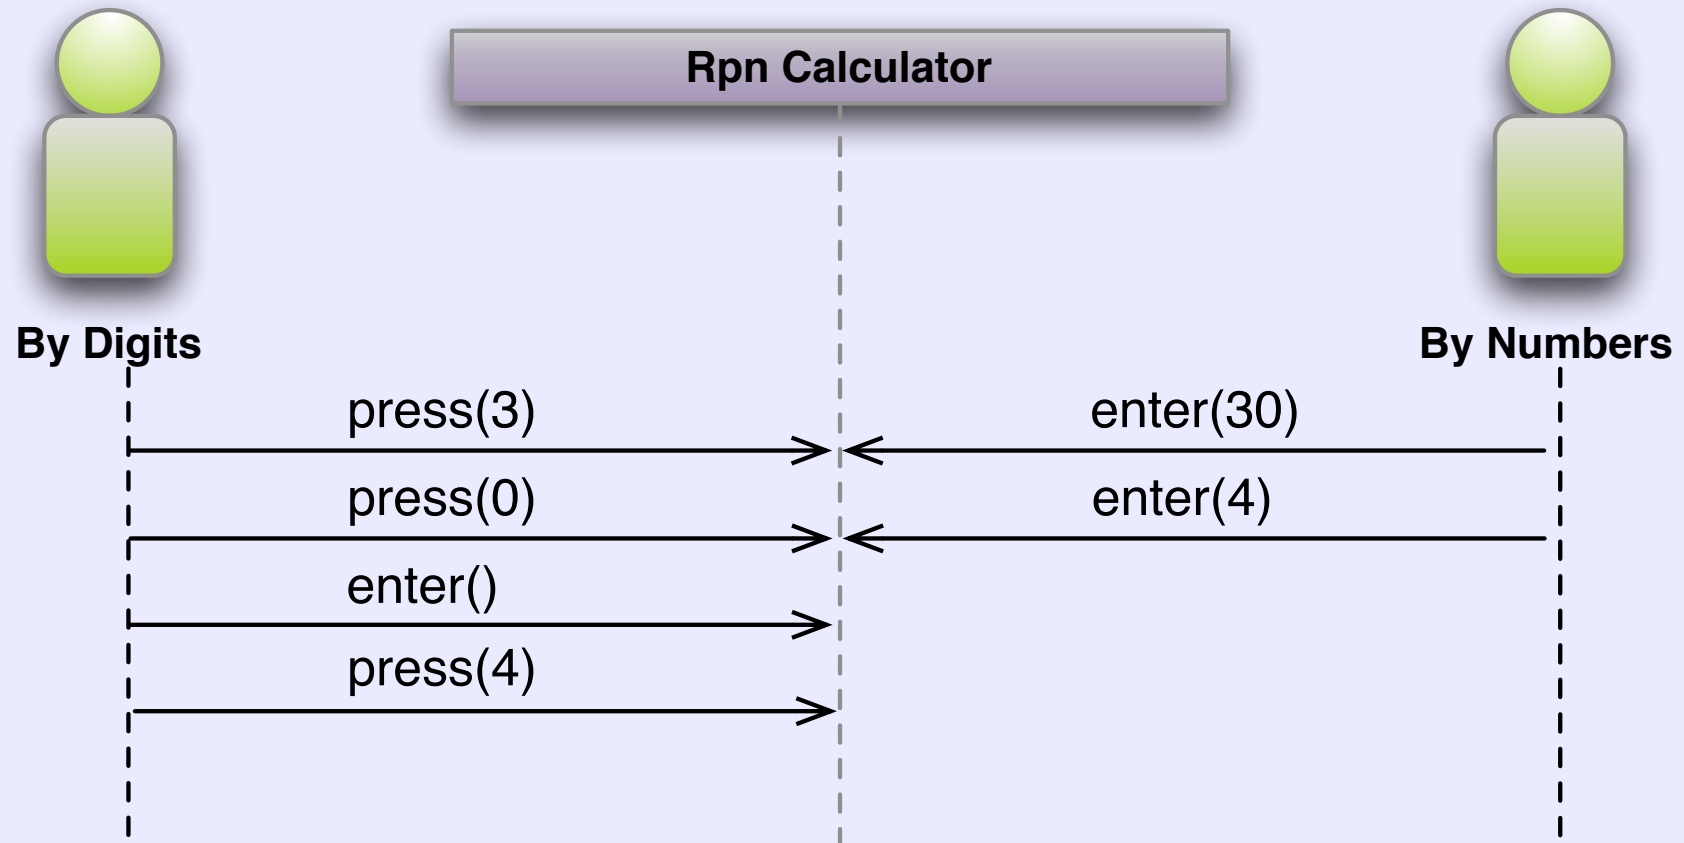 Rpn Calculator
By Digits
By Numbers
press(3)
enter(30)
press(0)
enter(4)
enter()
press(4)